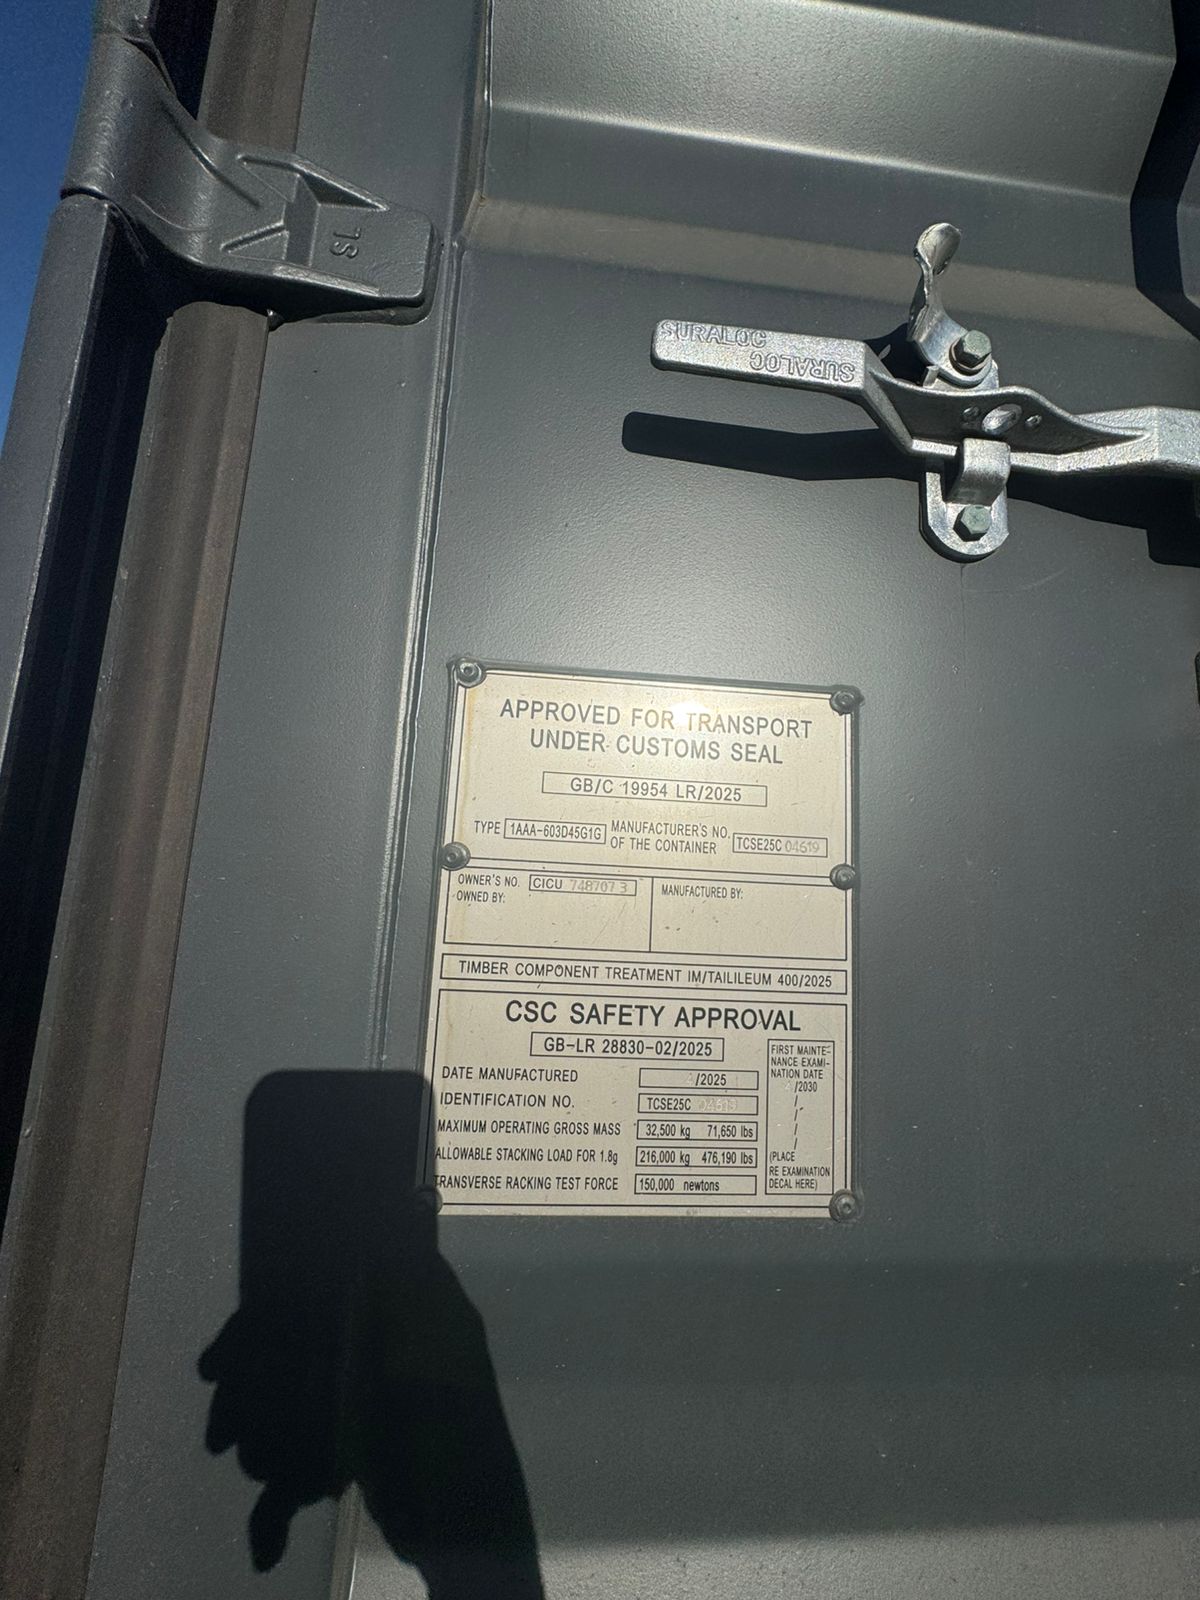 JS
SURALOC
SURALOC
APPROVED FOR TRANSPORT
UNDER CUSTOMS SEAL
GB/C 19954 LR/2025
TYPE 1AAA-603D45G1G MANUFACTURER'S NO.
OF THE CONTAINER TCSE25C 04619
OWNER'S NO. CICU 748707 3
OWNED BY:
MANUFACTURED BY:
TIMBER COMPONENT TREATMENT IM/TAILILEUM 400/2025
CSC SAFETY APPROVAL
GB-LR 28830-02/2025
DATE MANUFACTURED /2025
IDENTIFICATION NO. TCSE25C 04619
MAXIMUM OPERATING GROSS MASS 32,500 kg 71,650 lbs
ALLOWABLE STACKING LOAD FOR 1.8g 216,000 kg 476,190 lbs
TRANSVERSE RACKING TEST FORCE 150,000 newtons
FIRST MAINTE-
NANCE EXAMI-
NATION DATE
/2030
(PLACE
RE EXAMINATION
DECAL HERE)